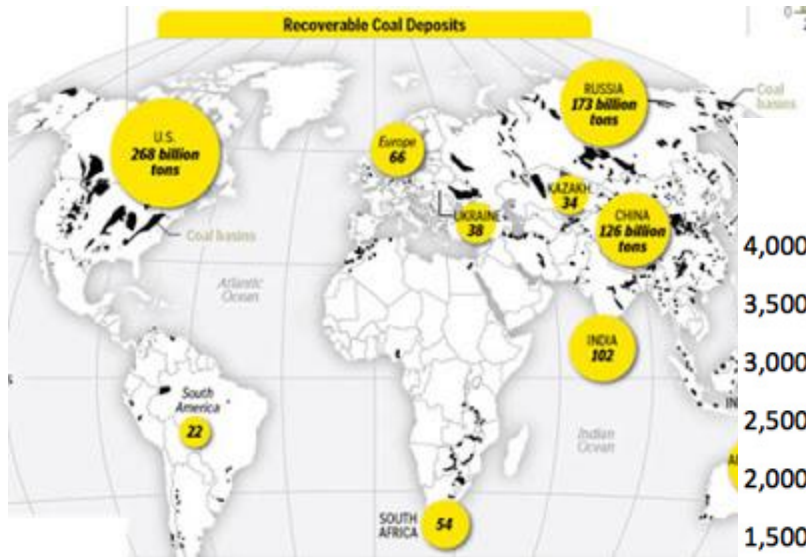 Recoverable Coal Deposits
U.S.
268 billion
tons
Coal basins
Atlantic
Ocean
Europe
66
UKRAINE
38
RUSSIA
173 billion
tons
Coal
basins
KAZAKH.
34
CHINA
126 billion
tons
INDIA
102
Indian
Ocean
South
America
22
SOUTH
AFRICA
54
0
IN
4,000
3,500
3,000
2,500
2,000
1,500